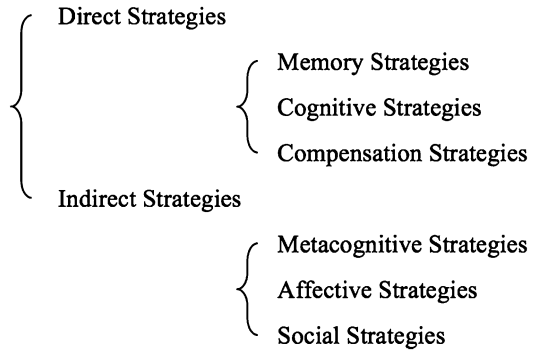 Direct Strategies
Memory Strategies
Cognitive Strategies
Compensation Strategies
Indirect Strategies
Metacognitive Strategies
Affective Strategies
Social Strategies